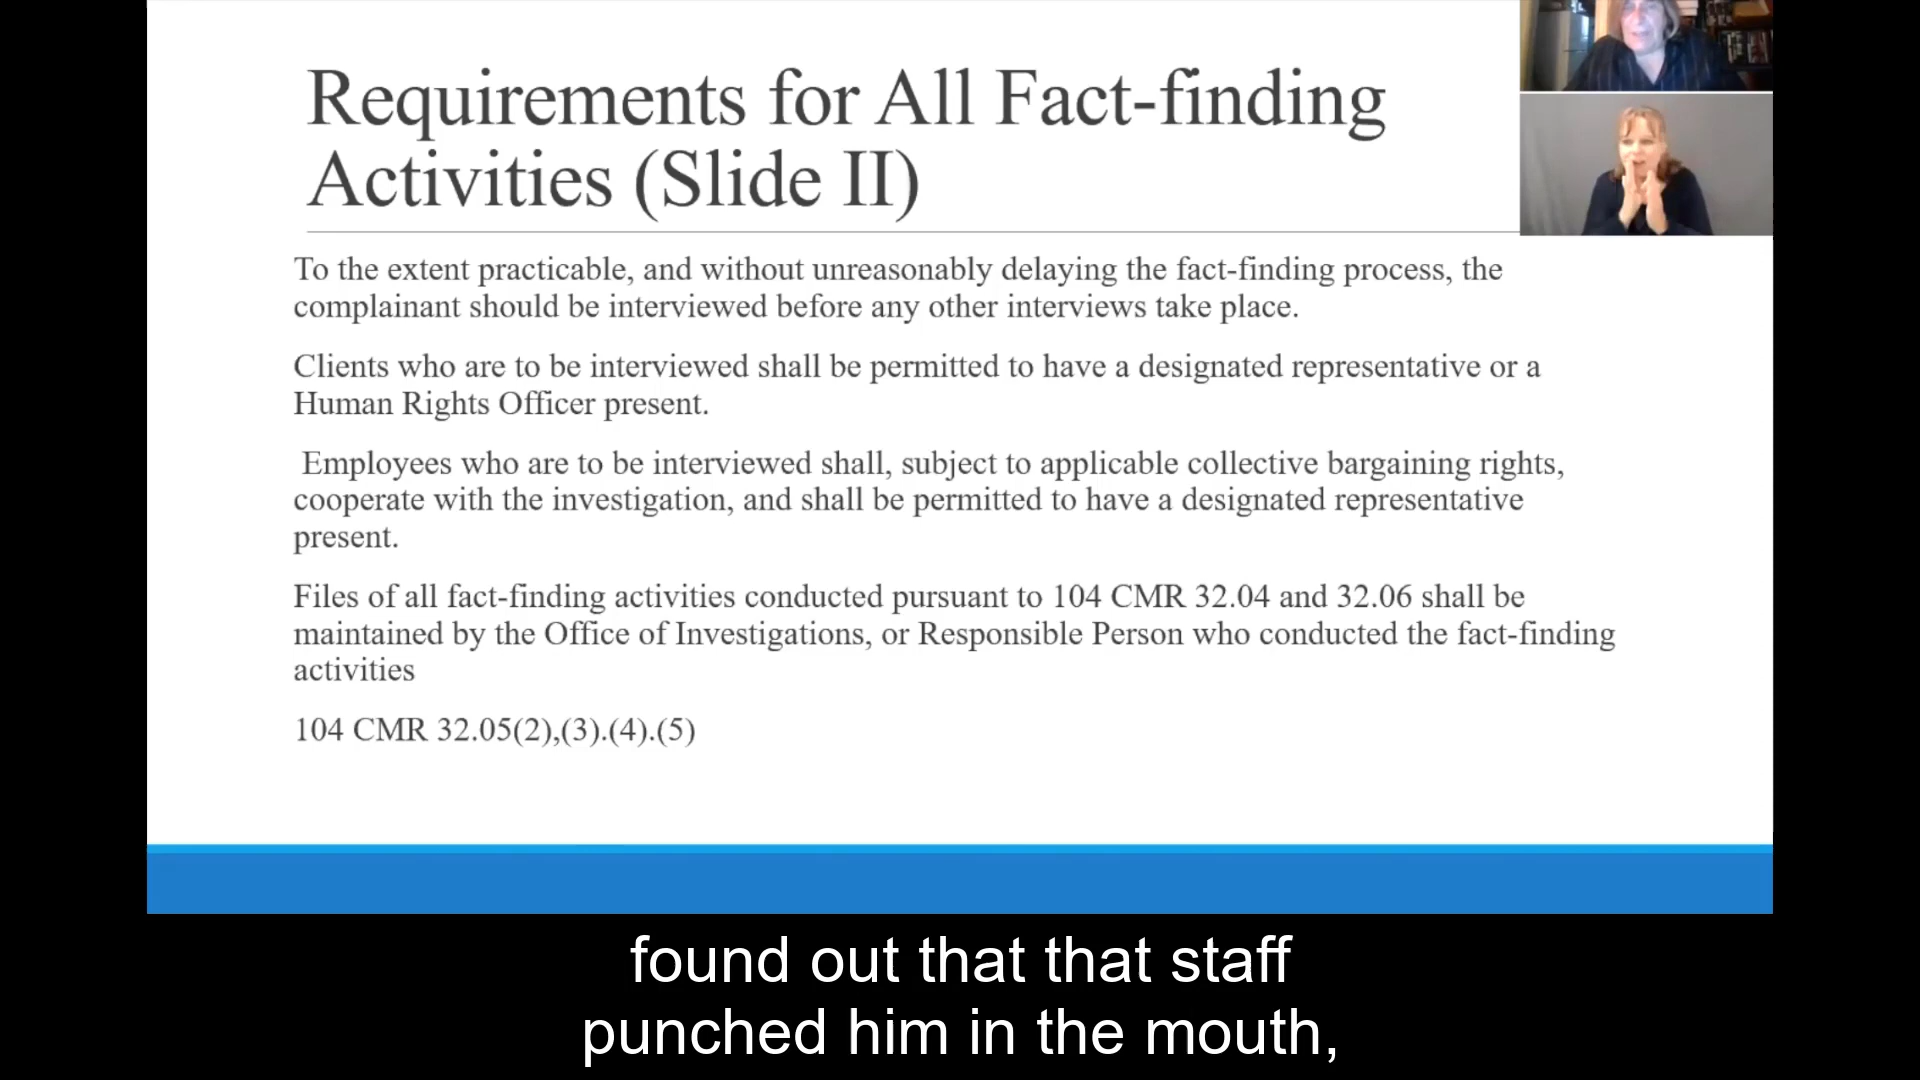 Requirements for All Fact-finding
Activities (Slide II)
To the extent practicable, and without unreasonably delaying the fact-finding process, the
complainant should be interviewed before any other interviews take place.
Clients who are to be interviewed shall be permitted to have a designated representative or a
Human Rights Officer present.
Employees who are to be interviewed shall, subject to applicable collective bargaining rights,
cooperate with the investigation, and shall be permitted to have a designated representative
present.
Files of all fact-finding activities conducted pursuant to 104 CMR 32.04 and 32.06 shall be
maintained by the Office of Investigations, or Responsible Person who conducted the fact-finding
activities
104 CMR 32.05(2),(3).(4).(5)
found out that that staff
punched him in the mouth,